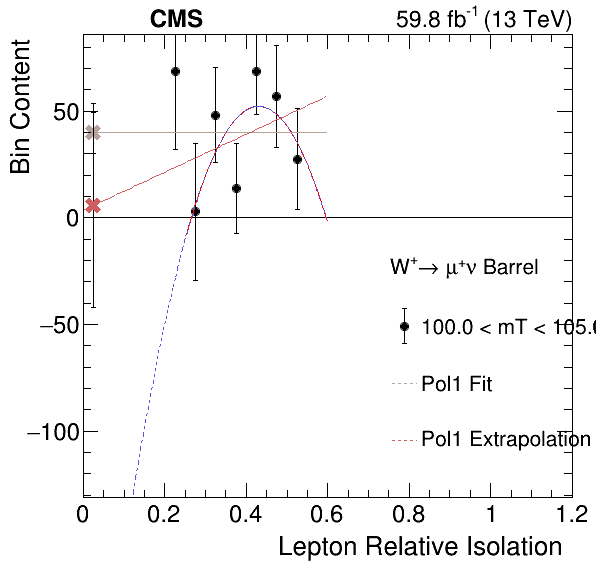 CMS 59.8 fb⁻¹ (13 TeV)
Bin Content
50
0
−50
−100
W⁺→ μ⁺ν Barrel
100.0 < mT < 105.0
Pol1 Fit
Pol1 Extrapolation
0 0.2 0.4 0.6 0.8 1 1.2
Lepton Relative Isolation